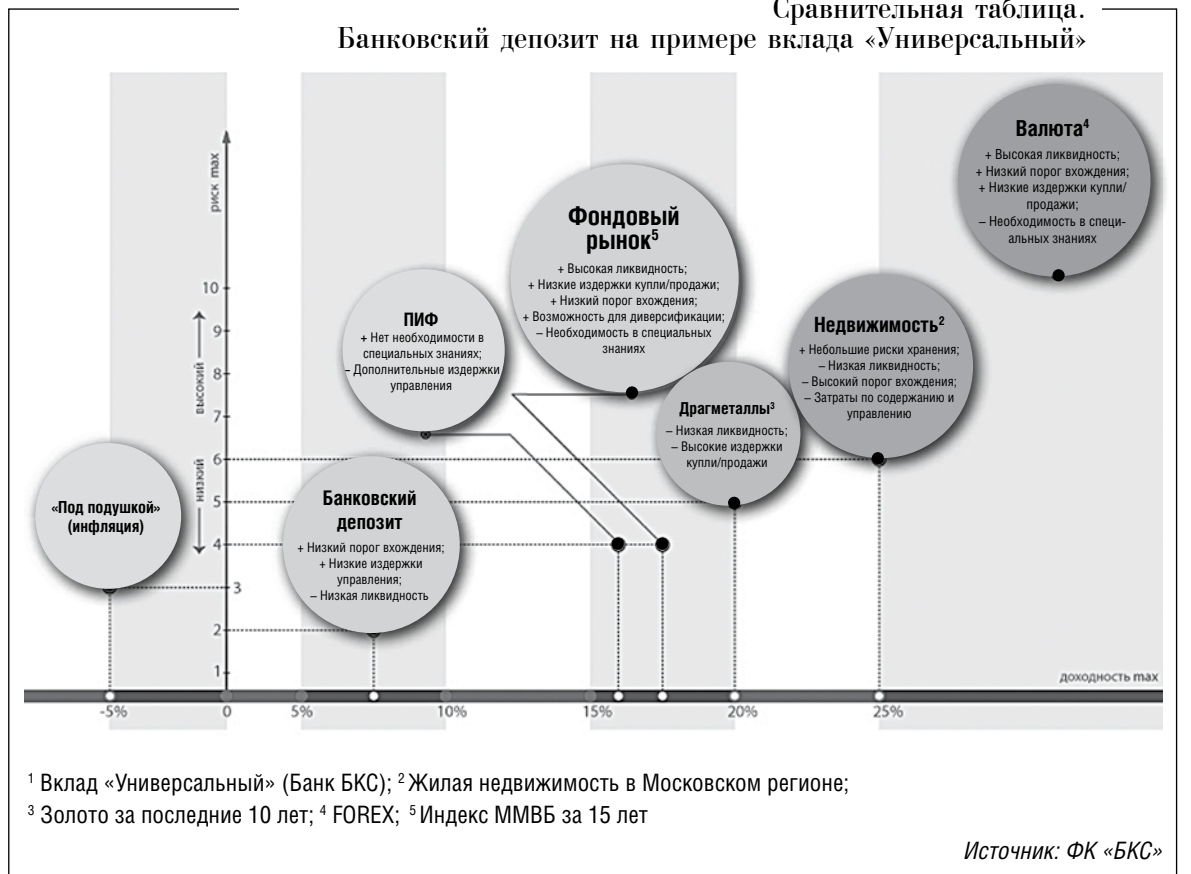 Сравнительная таблица.
Банковский депозит на примере вклада «Универсальный»
риск max
Валюта⁴
+ Высокая ликвидность;
+ Низкий порог вхождения;
+ Низкие издержки купли/
продажи;
– Необходимость в специ-
альных знаниях
Фондовый
рынок⁵
+ Высокая ликвидность;
+ Низкие издержки купли/продажи;
+ Низкий порог вхождения;
+ Возможность для диверсификации;
– Необходимость в специальных
знаниях
ПИФ
+ Нет необходимости в
специальных знаниях;
– Дополнительные издержки
управления
Недвижимость²
+ Небольшие риски хранения;
– Низкая ликвидность;
– Высокий порог вхождения;
– Затраты по содержанию и
управлению
Драгметаллы³
– Низкая ликвидность;
– Высокие издержки
купли/продажи
«Под подушкой»
(инфляция)
Банковский
депозит
+ Низкий порог вхождения;
+ Низкие издержки
управления;
– Низкая ликвидность
10
9
8
7
6
5
4
3
2
1
высокий
низкий
доходность max
-5%
0
5%
10%
15%
20%
25%
¹ Вклад «Универсальный» (Банк БКС); ² Жилая недвижимость в Московском регионе;
³ Золото за последние 10 лет; ⁴ FOREX; ⁵ Индекс ММВБ за 15 лет
Источник: ФК «БКС»